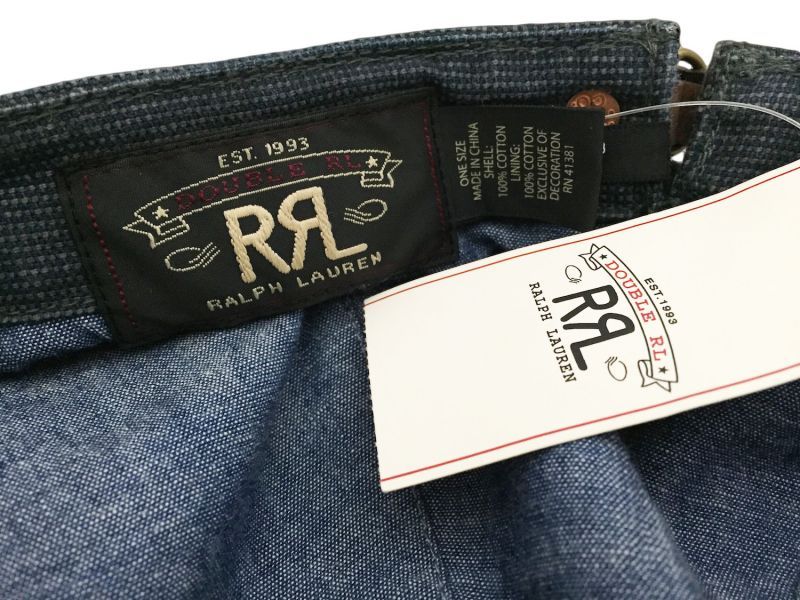 EST. 1993
DOUBLE RL
RRL
RALPH LAUREN
ONE SIZE
MADE IN CHINA
SHELL:
100% COTTON
LINING:
100% COTTON
EXCLUSIVE OF
DECORATION
RN 41381
EST. 1993
DOUBLE RL
RRL
RALPH LAUREN